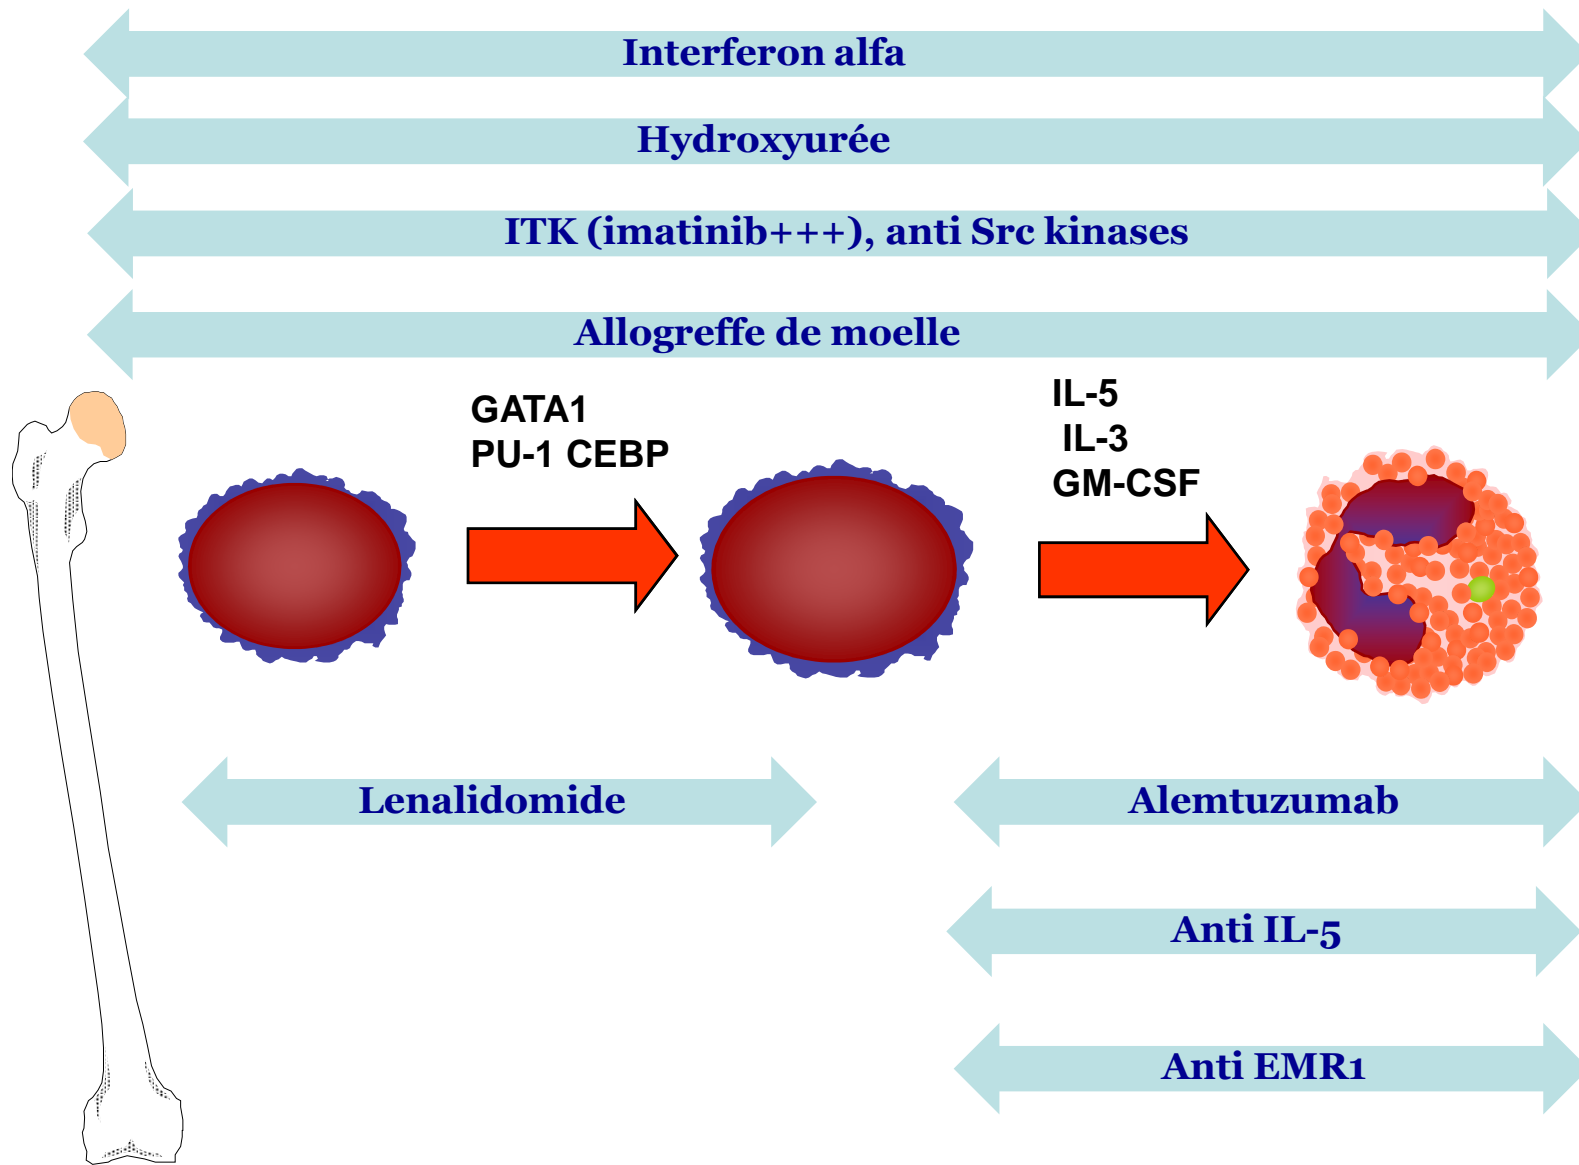 Interferon alfa
Hydroxyurée
ITK (imatinib+++), anti Src kinases
Allogreffe de moelle
GATA1
PU-1 CEBP
IL-5
IL-3
GM-CSF
Lenalidomide
Alemtuzumab
Anti IL-5
Anti EMR1